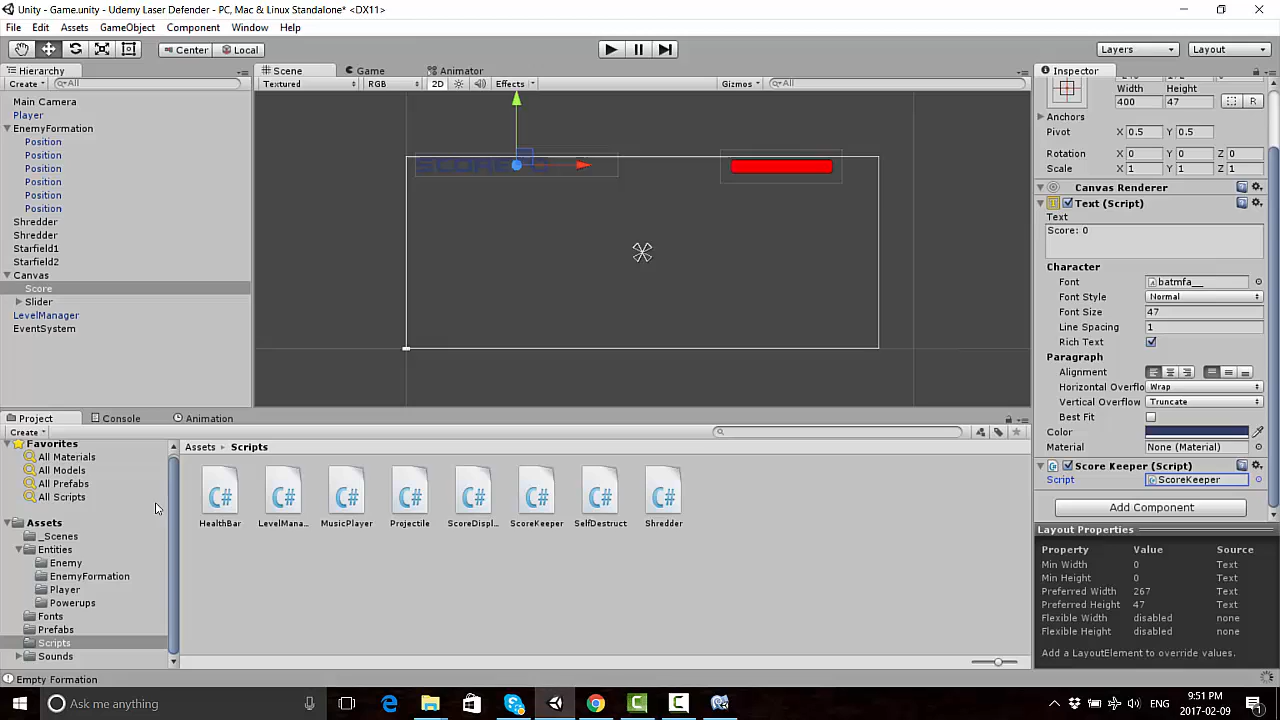 Unity - Game.unity - Udemy Laser Defender - PC, Mac & Linux Standalone* <DX11>
File Edit Assets GameObject Component Window Help
Center Local Layers Layout
Hierarchy Scene Game Animator Inspector
Create All Textured RGB 2D Effects Gizmos All
Main Camera
Player
EnemyFormation
Position
Position
Position
Position
Position
Position
Shredder
Shredder
Starfield1
Starfield2
Canvas
Score
Slider
LevelManager
EventSystem
Width Height
400 47 R
Anchors
Pivot X 0.5 Y 0.5
Rotation X 0 Y 0 Z 0
Scale X 1 Y 1 Z 1
Canvas Renderer
Text (Script)
Text
Score: 0
Character
Font batmfa__
Font Style Normal
Font Size 47
Line Spacing 1
Rich Text
Paragraph
Alignment
Horizontal Overflo Wrap
Vertical Overflow Truncate
Best Fit
Color
Material None (Material)
Score Keeper (Script)
Script ScoreKeeper
Add Component
Layout Properties
Property Value Source
Min Width 0 Text
Min Height 0 Text
Preferred Width 267 Text
Preferred Height 47 Text
Flexible Width disabled none
Flexible Height disabled none
Add a LayoutElement to override values.
Project Console Animation
Create
Favorites
All Materials
All Models
All Prefabs
All Scripts
Assets
_Scenes
Entities
Enemy
EnemyFormation
Player
Powerups
Fonts
Prefabs
Scripts
Sounds
Assets Scripts
C# C# C# C# C# C# C# C#
HealthBar LevelMana... MusicPlayer Projectile ScoreDispl... ScoreKeeper SelfDestruct Shredder
Empty Formation
Ask me anything
ENG
9:51 PM
2017-02-09